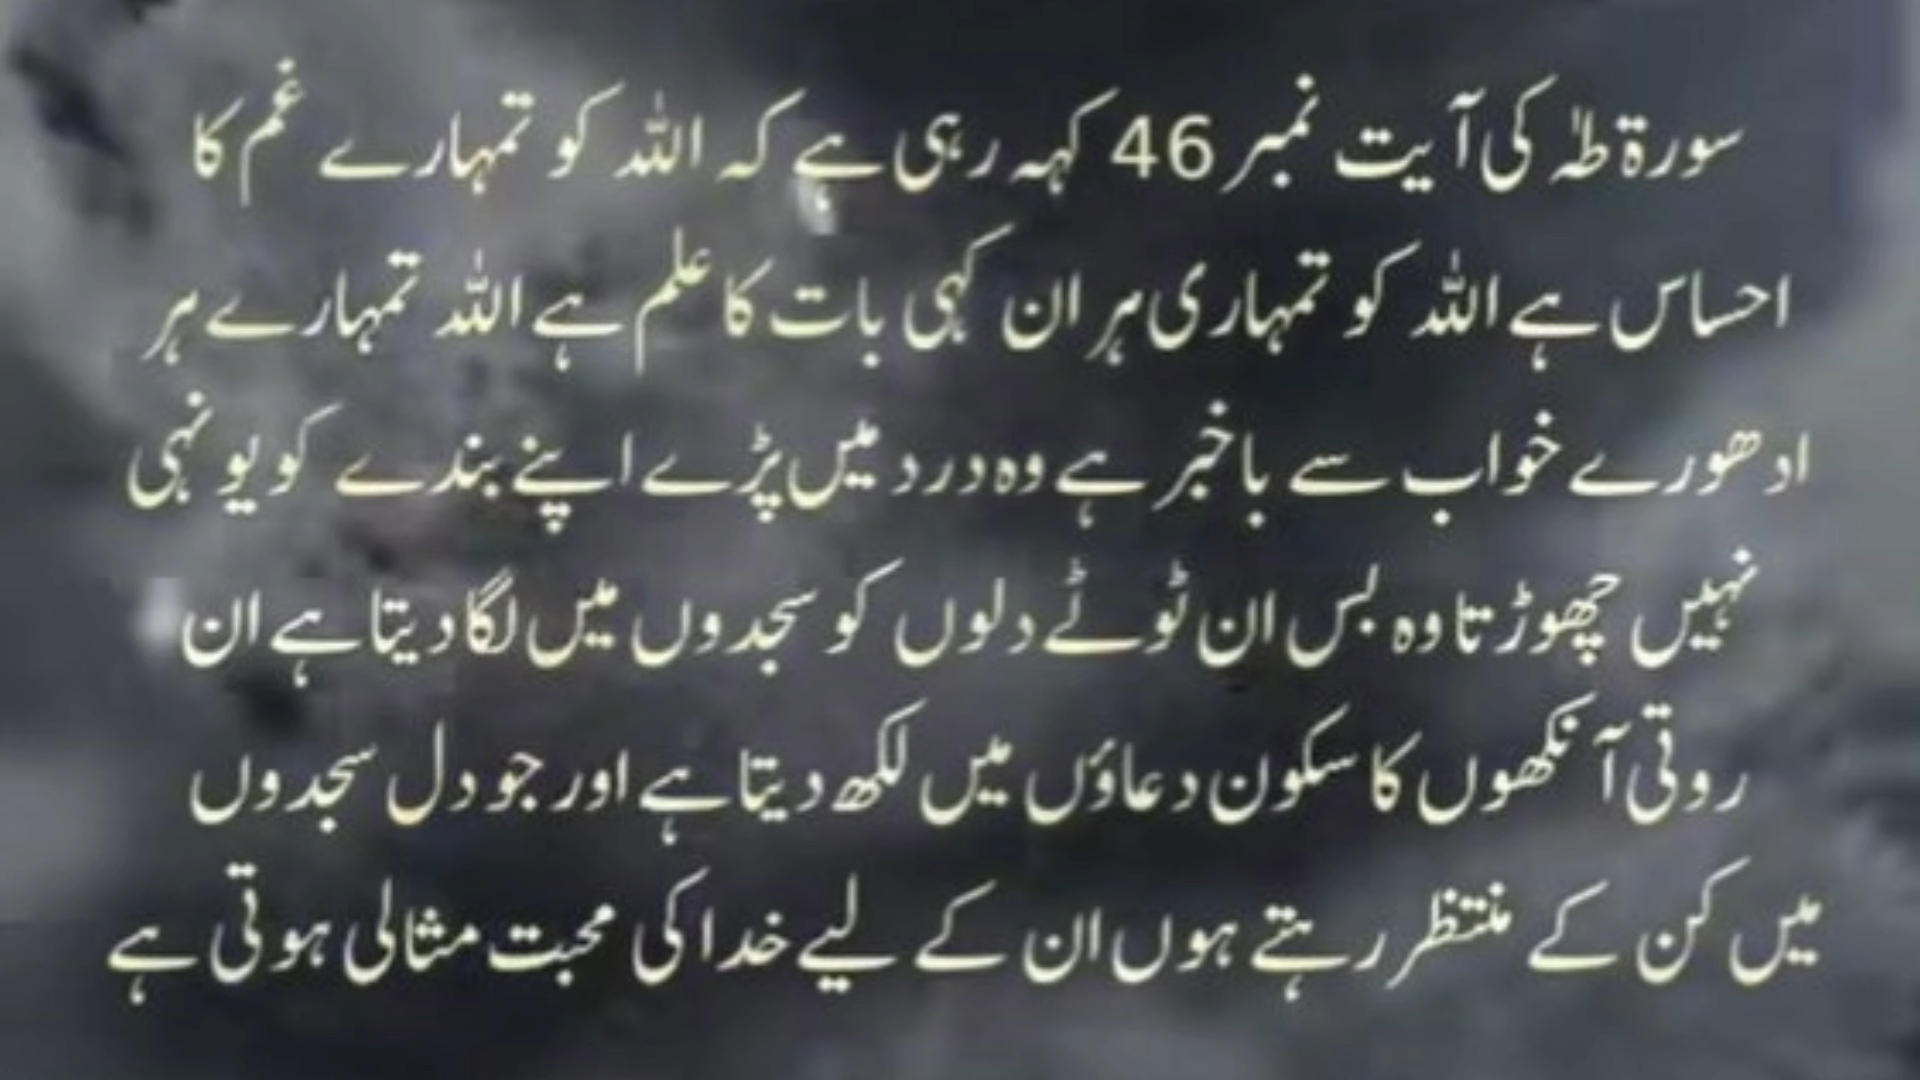 سورۃ طٰہٰ کی آیت نمبر 46 کہہ رہی ہے کہ اللہ کو تمہارے غم کا
احساس ہے اللہ کو تمہاری ہر ان کہی بات کا علم ہے اللہ تمہارے ہر
ادھورے خواب سے باخبر ہے وہ درد میں پڑے اپنے بندے کو یونہی
نہیں چھوڑتا وہ بس ان ٹوٹے دلوں کو سجدوں میں لگا دیتا ہے ان
روتی آنکھوں کا سکون دعاؤں میں لکھ دیتا ہے اور جو دل سجدوں
میں کن کے منتظر رہتے ہوں ان کے لیے خدا کی محبت مثالی ہوتی ہے